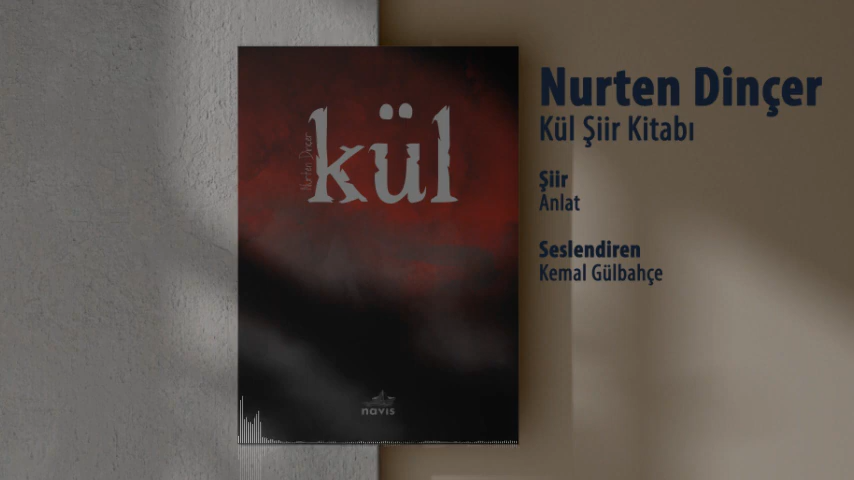 Nurten Dinçer
kül
navis
Nurten Dinçer
Kül Şiir Kitabı
Şiir
Anlat
Seslendiren
Kemal Gülbahçe